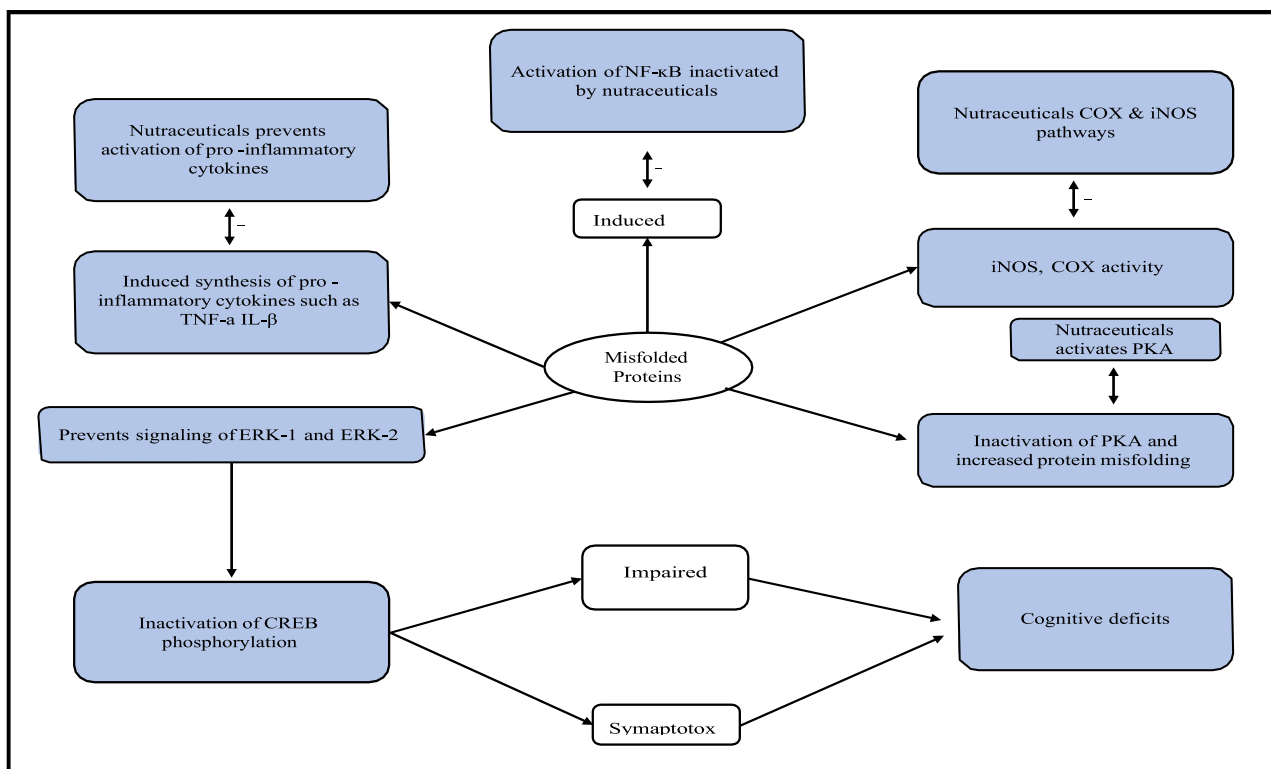 Activation of NF-κB inactivated
by nutraceuticals
Nutraceuticals prevents
activation of pro -inflammatory
cytokines
Nutraceuticals COX & iNOS
pathways
–
–
–
Induced
Induced synthesis of pro -
inflammatory cytokines such as
TNF-a IL-β
iNOS, COX activity
Nutraceuticals
activates PKA
Misfolded
Proteins
Prevents signaling of ERK-1 and ERK-2
Inactivation of PKA and
increased protein misfolding
Impaired
Inactivation of CREB
phosphorylation
Cognitive deficits
Symaptotox